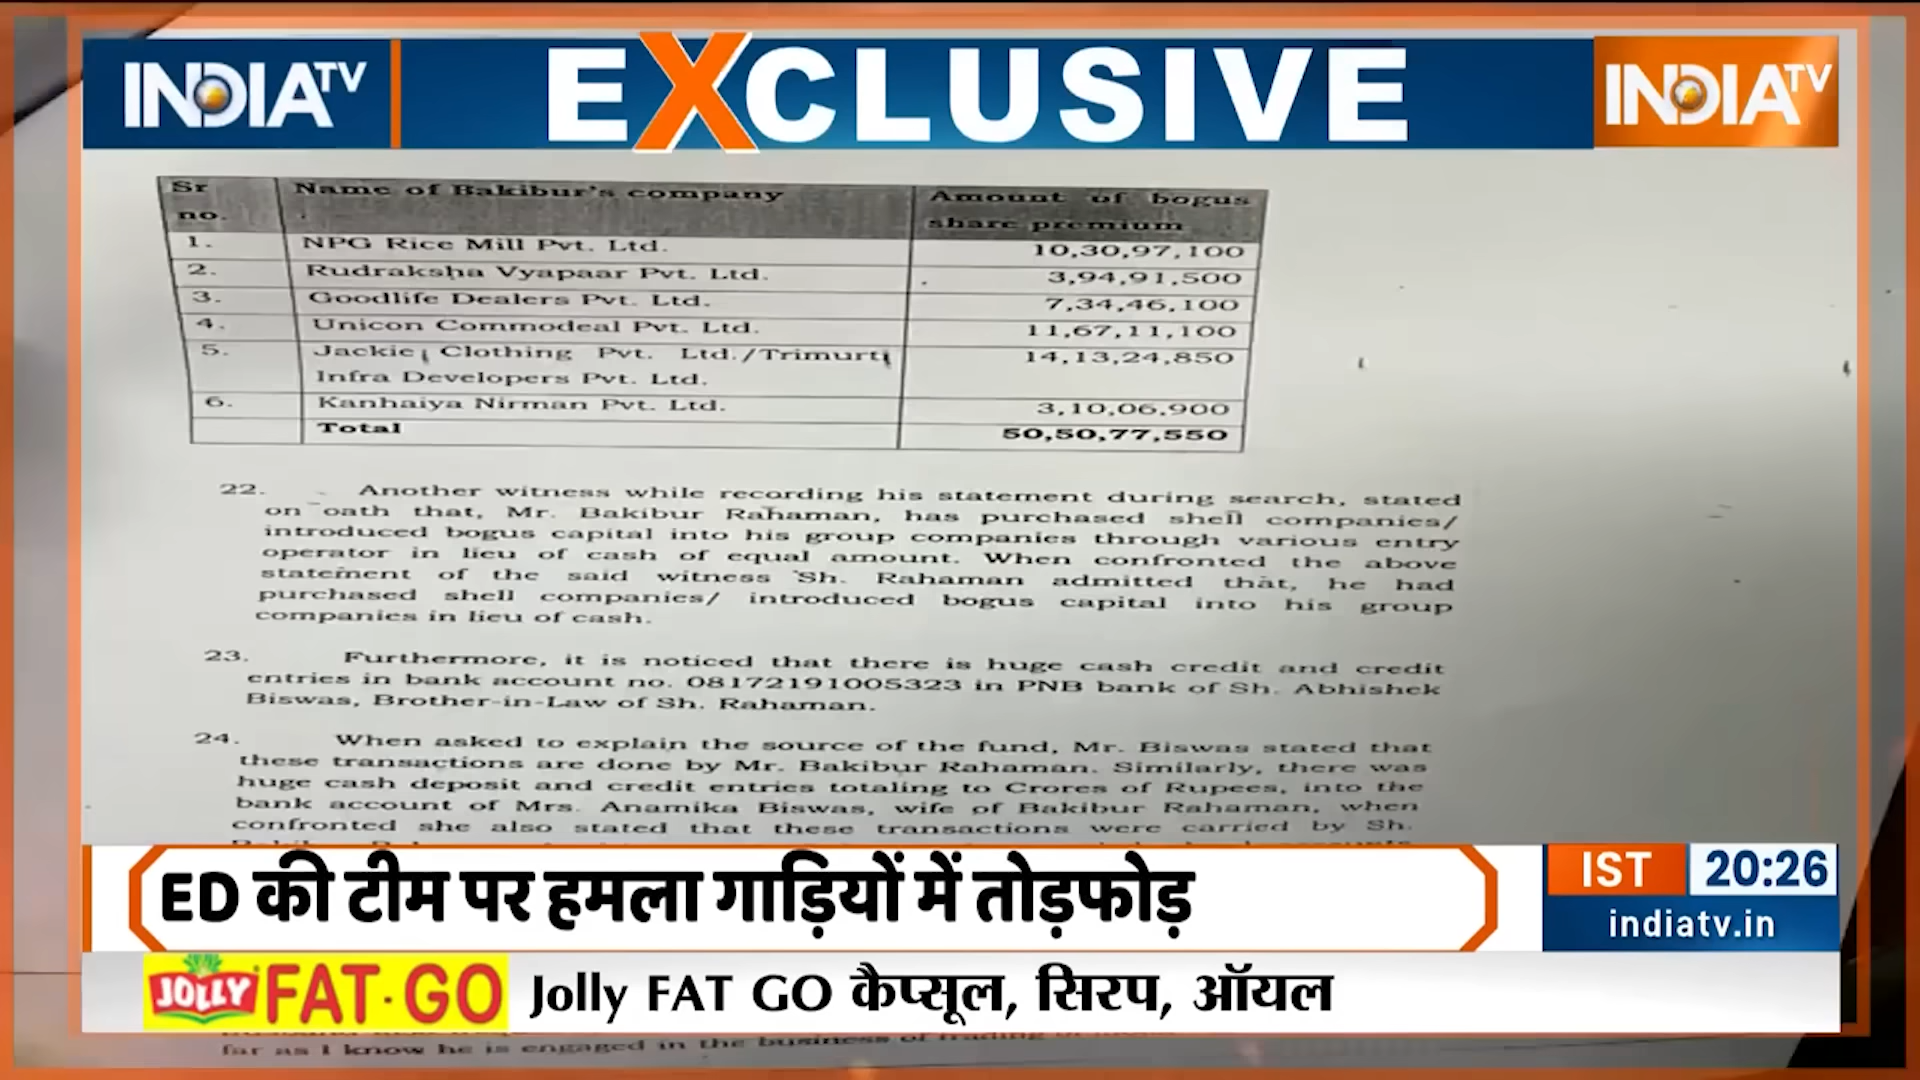 INDIA TV
EXCLUSIVE
INDIA TV
Sr no. Name of Bakibur's company Amount of bogus share premium
1. NPG Rice Mill Pvt. Ltd. 10,30,97,100
2. Rudraksha Vyapaar Pvt. Ltd. 3,94,91,500
3. Goodlife Dealers Pvt. Ltd. 7,34,46,100
4. Unicon Commodeal Pvt. Ltd. 11,67,11,100
5. Jackie Clothing Pvt. Ltd./Trimurti 14,13,24,850
Infra Developers Pvt. Ltd.
6. Kanhaiya Nirman Pvt. Ltd. 3,10,06,900
Total 50,50,77,550
22. Another witness while recording his statement during search, stated
on oath that, Mr. Bakibur Rahaman, has purchased shell companies/
introduced bogus capital into his group companies through various entry
operator in lieu of cash of equal amount. When confronted the above
statement of the said witness Sh. Rahaman admitted that, he had
purchased shell companies/ introduced bogus capital into his group
companies in lieu of cash.
23. Furthermore, it is noticed that there is huge cash credit and credit
entries in bank account no. 08172191005323 in PNB bank of Sh. Abhishek
Biswas, Brother-in-Law of Sh. Rahaman.
24. When asked to explain the source of the fund, Mr. Biswas stated that
these transactions are done by Mr. Bakibur Rahaman. Similarly, there was
huge cash deposit and credit entries totaling to Crores of Rupees, into the
bank account of Mrs. Anamika Biswas, wife of Bakibur Rahaman, when
confronted she also stated that these transactions were carried by Sh.
ED की टीम पर हमला गाड़ियों में तोड़फोड़
IST 20:26
indiatv.in
JOLLY FAT-GO Jolly FAT GO कैप्सूल, सिरप, ऑयल
far as I know he is engaged in the business of trading of